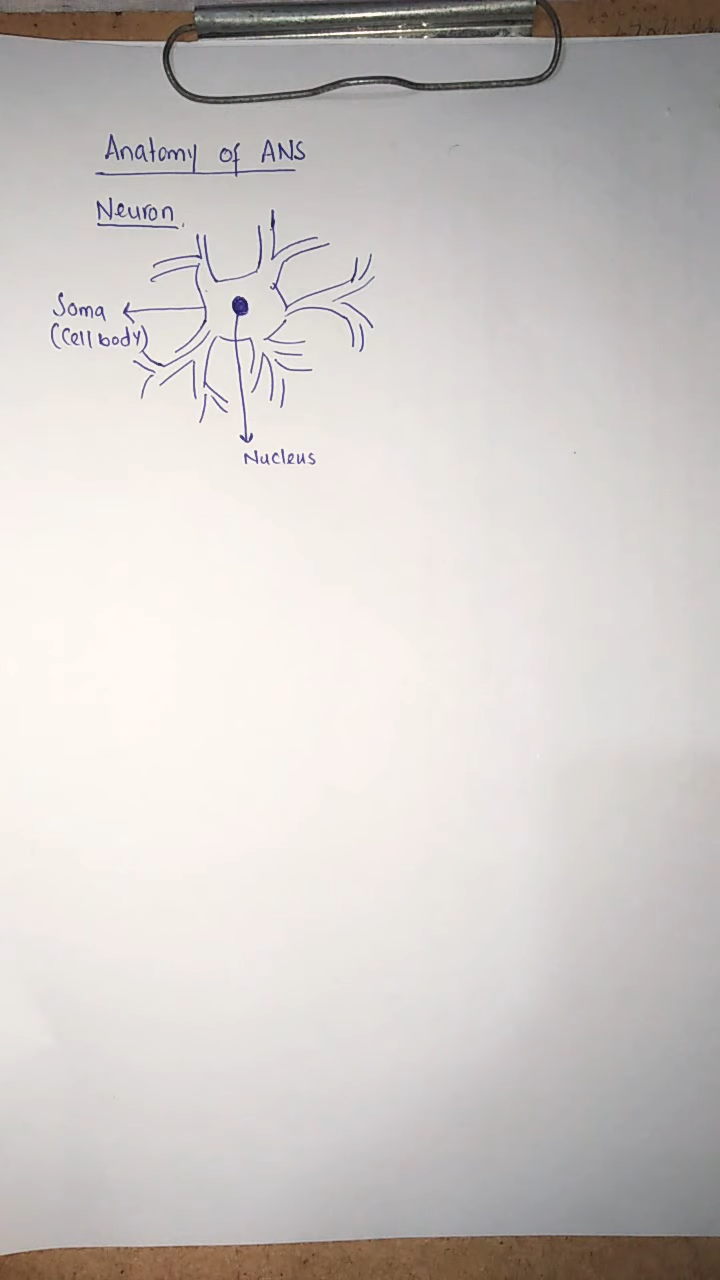 Anatomy of ANS
Neuron.
Soma
(Cell body)
Nucleus